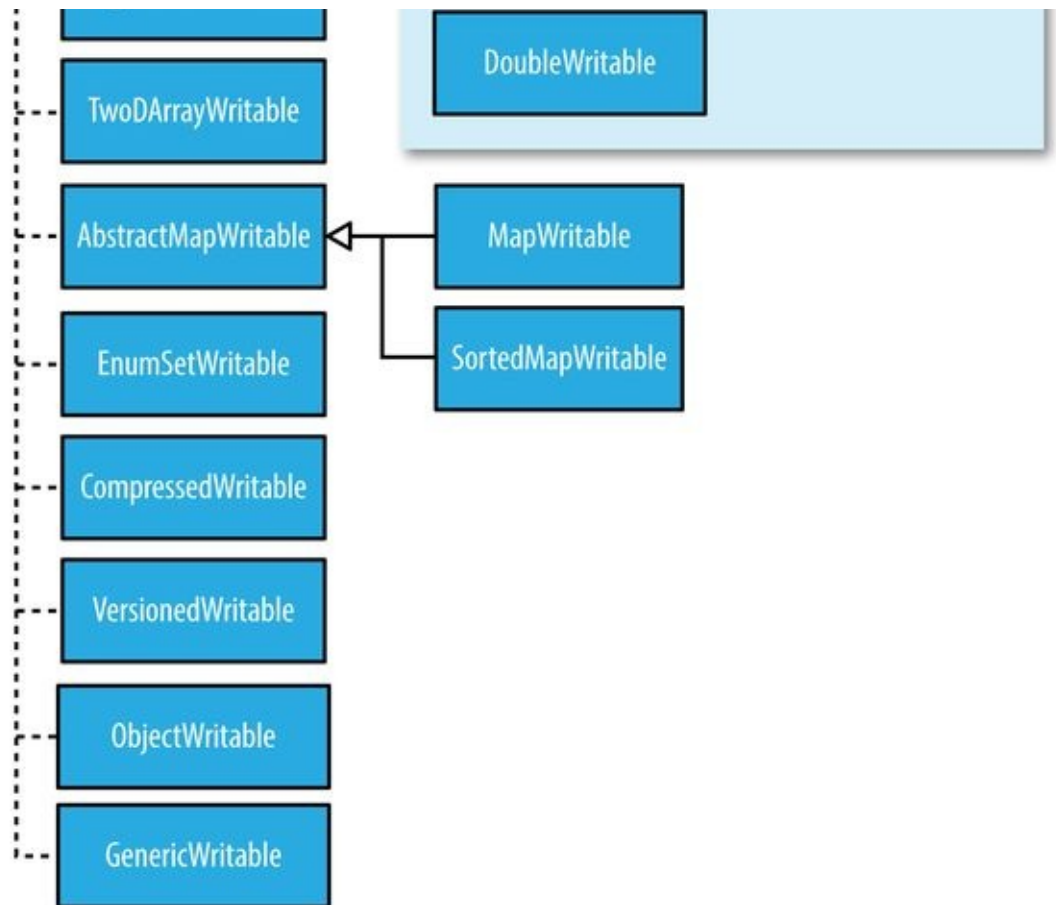 DoubleWritable
TwoDArrayWritable
AbstractMapWritable
MapWritable
EnumSetWritable
SortedMapWritable
CompressedWritable
VersionedWritable
ObjectWritable
GenericWritable